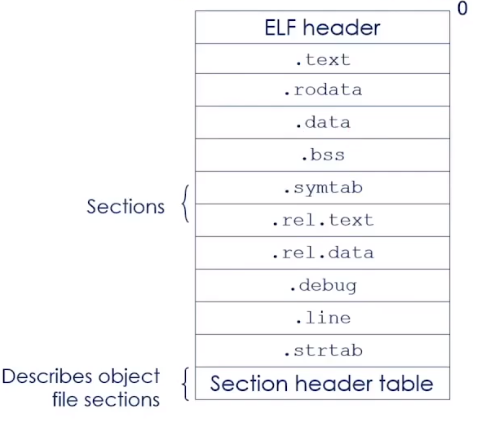 0
ELF header
.text
.rodata
.data
.bss
.symtab
Sections
.rel.text
.rel.data
.debug
.line
.strtab
Describes object
file sections
Section header table